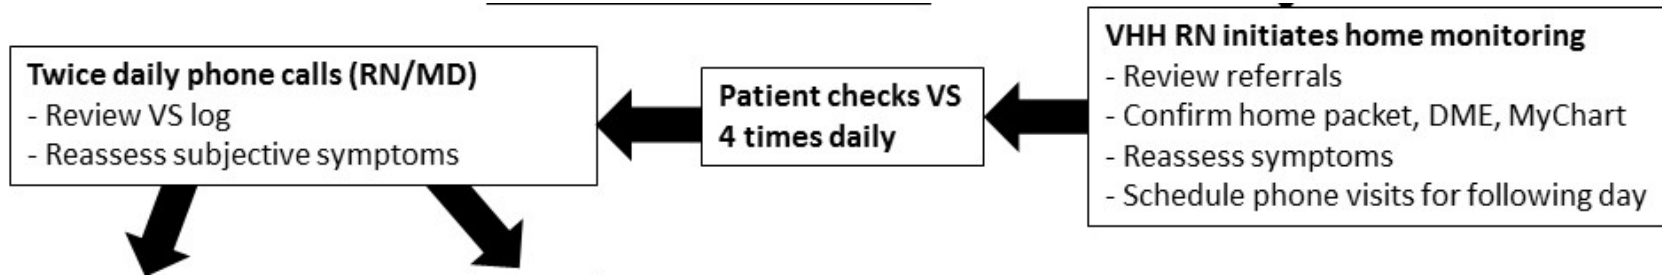 Twice daily phone calls (RN/MD)
- Review VS log
- Reassess subjective symptoms
Patient checks VS
4 times daily
VHH RN initiates home monitoring
- Review referrals
- Confirm home packet, DME, MyChart
- Reassess symptoms
- Schedule phone visits for following day